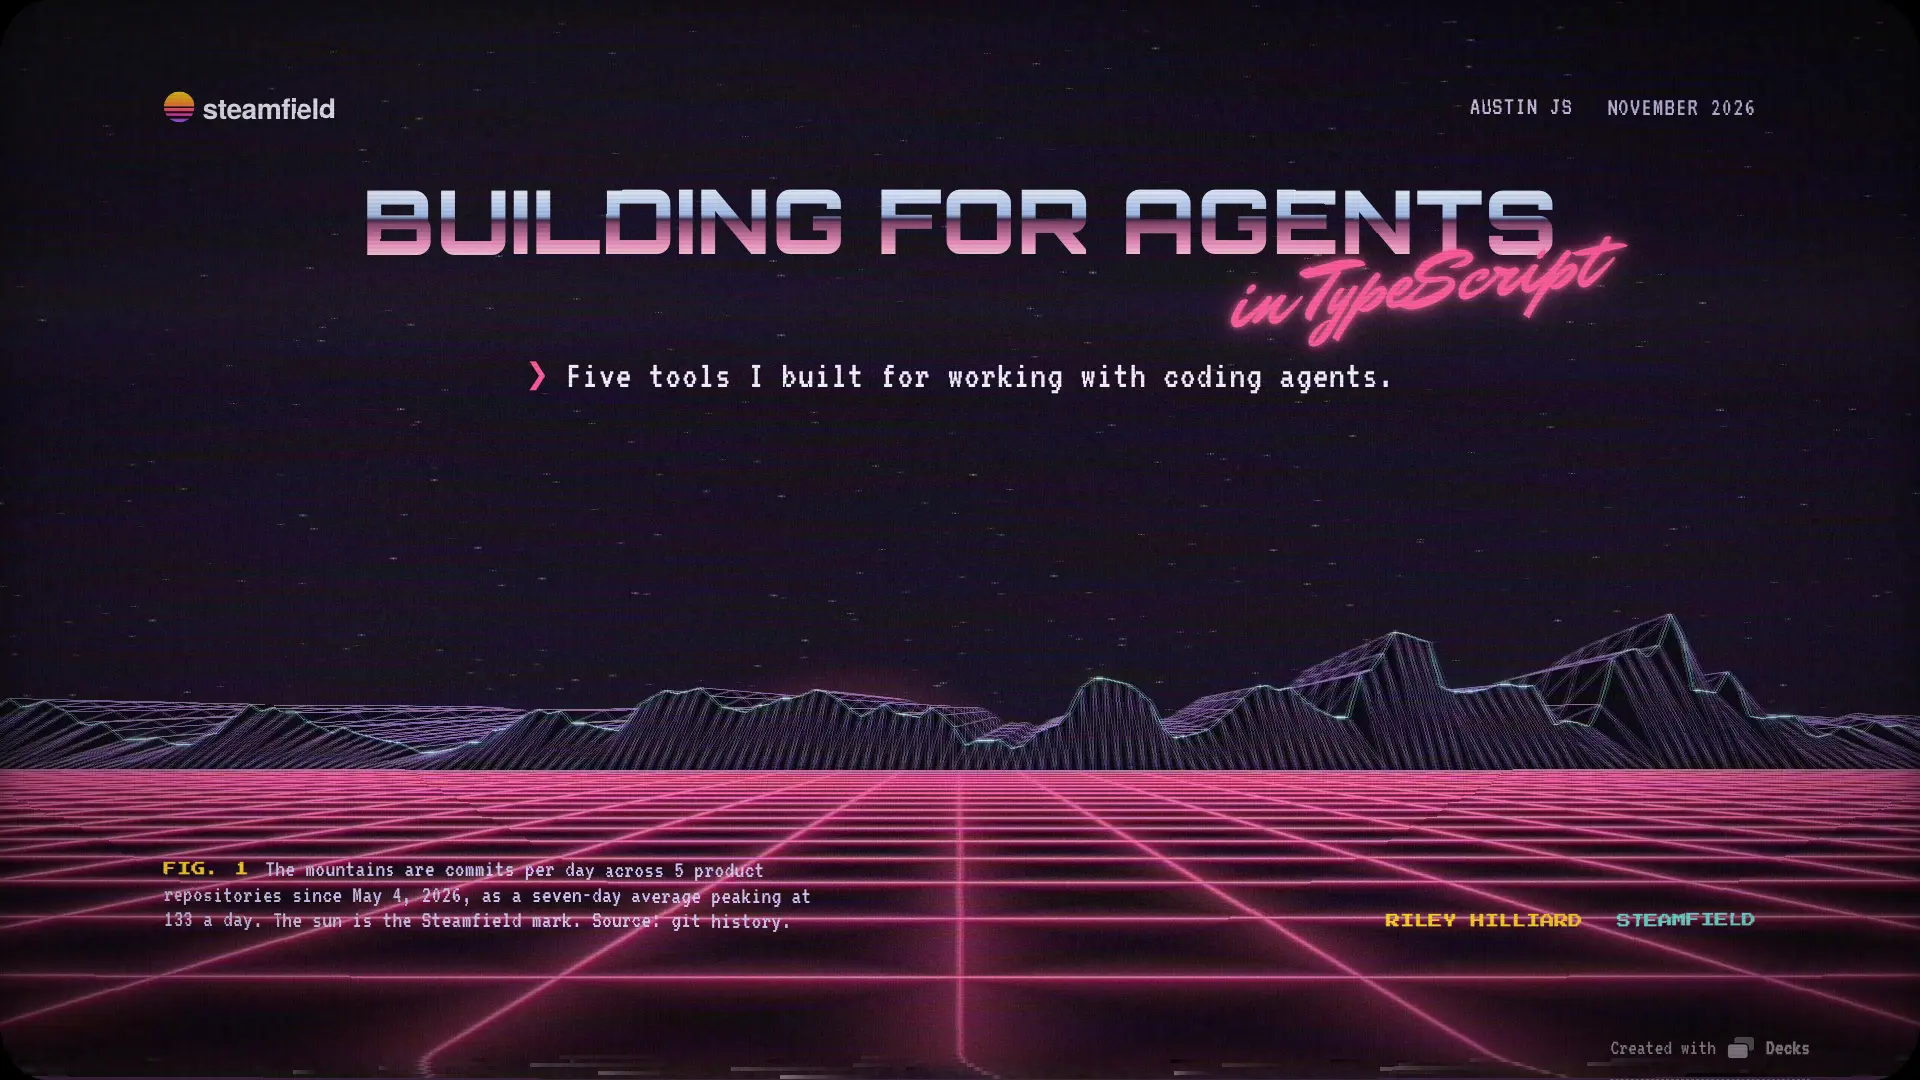 steamfield
AUSTIN JS NOVEMBER 2026
BUILDING FOR AGENTS
in TypeScript
❯ Five tools I built for working with coding agents.
FIG. 1 The mountains are commits per day across 5 product
repositories since May 4, 2026, as a seven-day average peaking at
133 a day. The sun is the Steamfield mark. Source: git history.
RILEY HILLIARD STEAMFIELD
Created with Decks